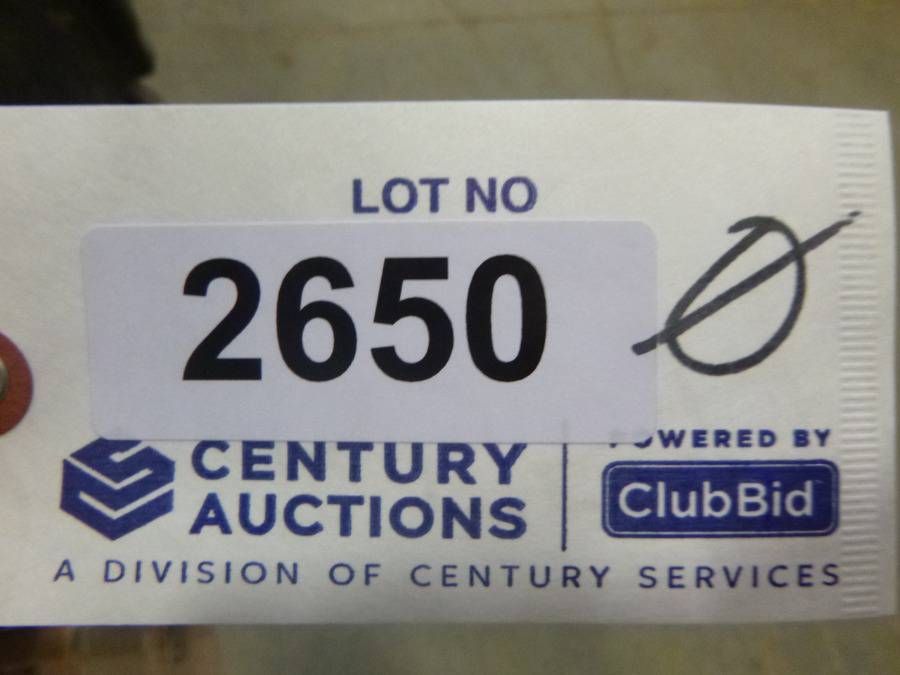 LOT NO
2650 Ø
CENTURY
AUCTIONS
POWERED BY
ClubBid
A DIVISION OF CENTURY SERVICES